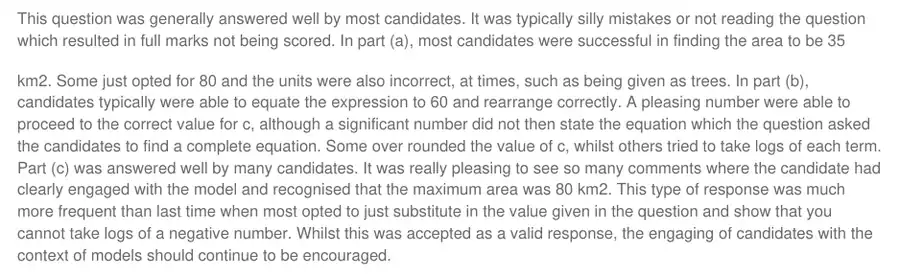 This question was generally answered well by most candidates. It was typically silly mistakes or not reading the question
which resulted in full marks not being scored. In part (a), most candidates were successful in finding the area to be 35
km2. Some just opted for 80 and the units were also incorrect, at times, such as being given as trees. In part (b),
candidates typically were able to equate the expression to 60 and rearrange correctly. A pleasing number were able to
proceed to the correct value for c, although a significant number did not then state the equation which the question asked
the candidates to find a complete equation. Some over rounded the value of c, whilst others tried to take logs of each term.
Part (c) was answered well by many candidates. It was really pleasing to see so many comments where the candidate had
clearly engaged with the model and recognised that the maximum area was 80 km2. This type of response was much
more frequent than last time when most opted to just substitute in the value given in the question and show that you
cannot take logs of a negative number. Whilst this was accepted as a valid response, the engaging of candidates with the
context of models should continue to be encouraged.